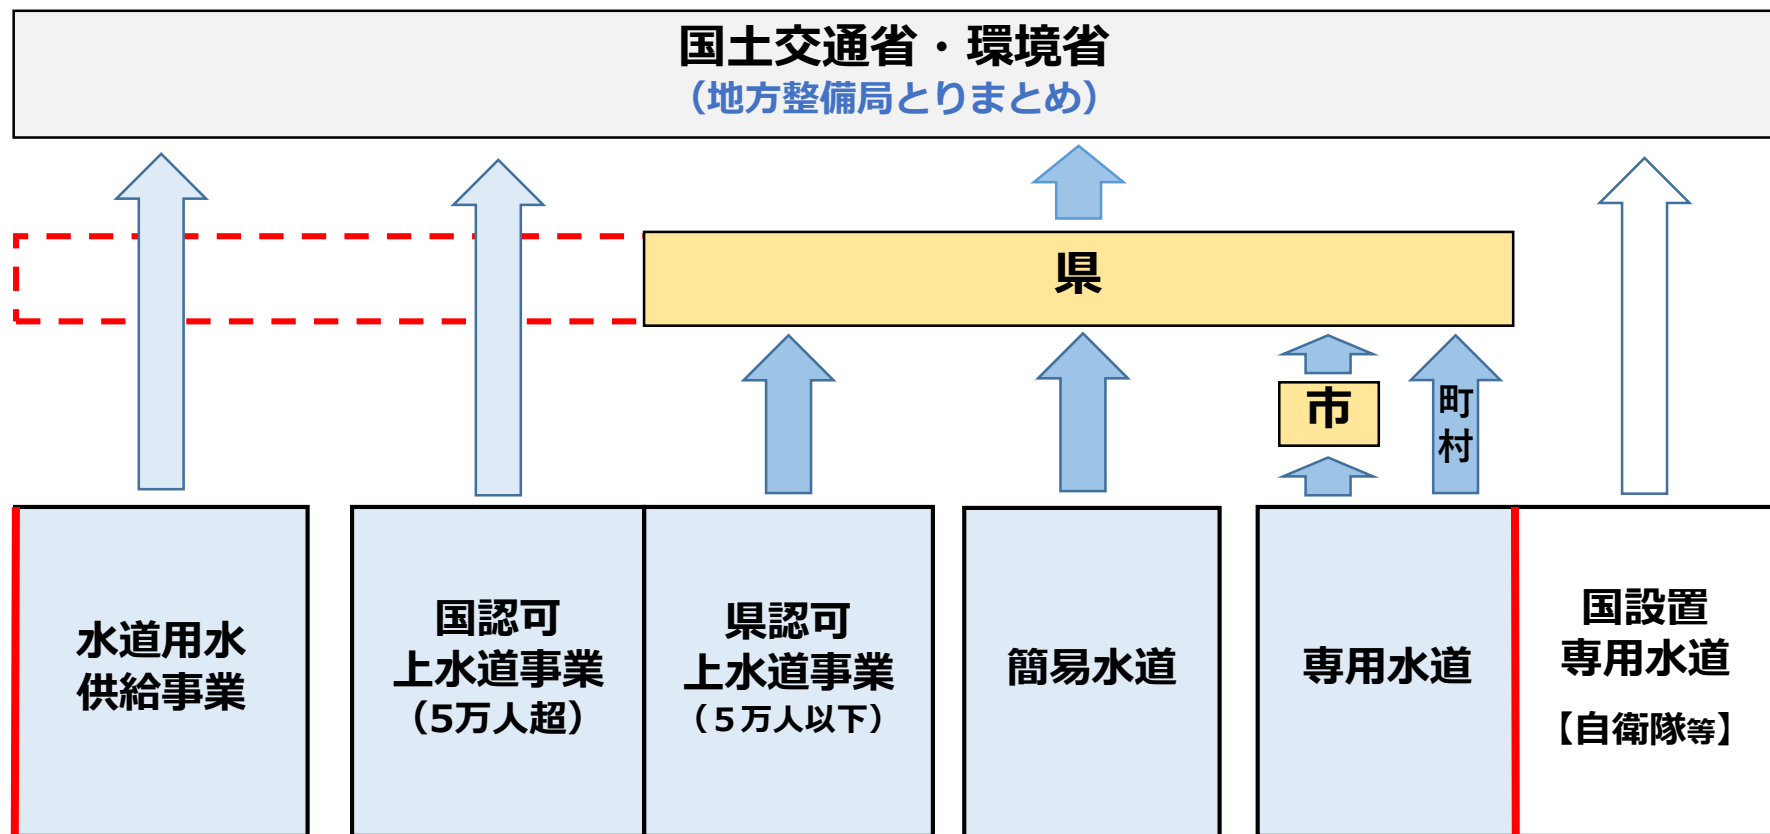 国土交通省・環境省
（地方整備局とりまとめ）
県
市
町
村
水道用水
供給事業
国認可
上水道事業
（5万人超）
県認可
上水道事業
（５万人以下）
簡易水道
専用水道
国設置
専用水道
【自衛隊等】